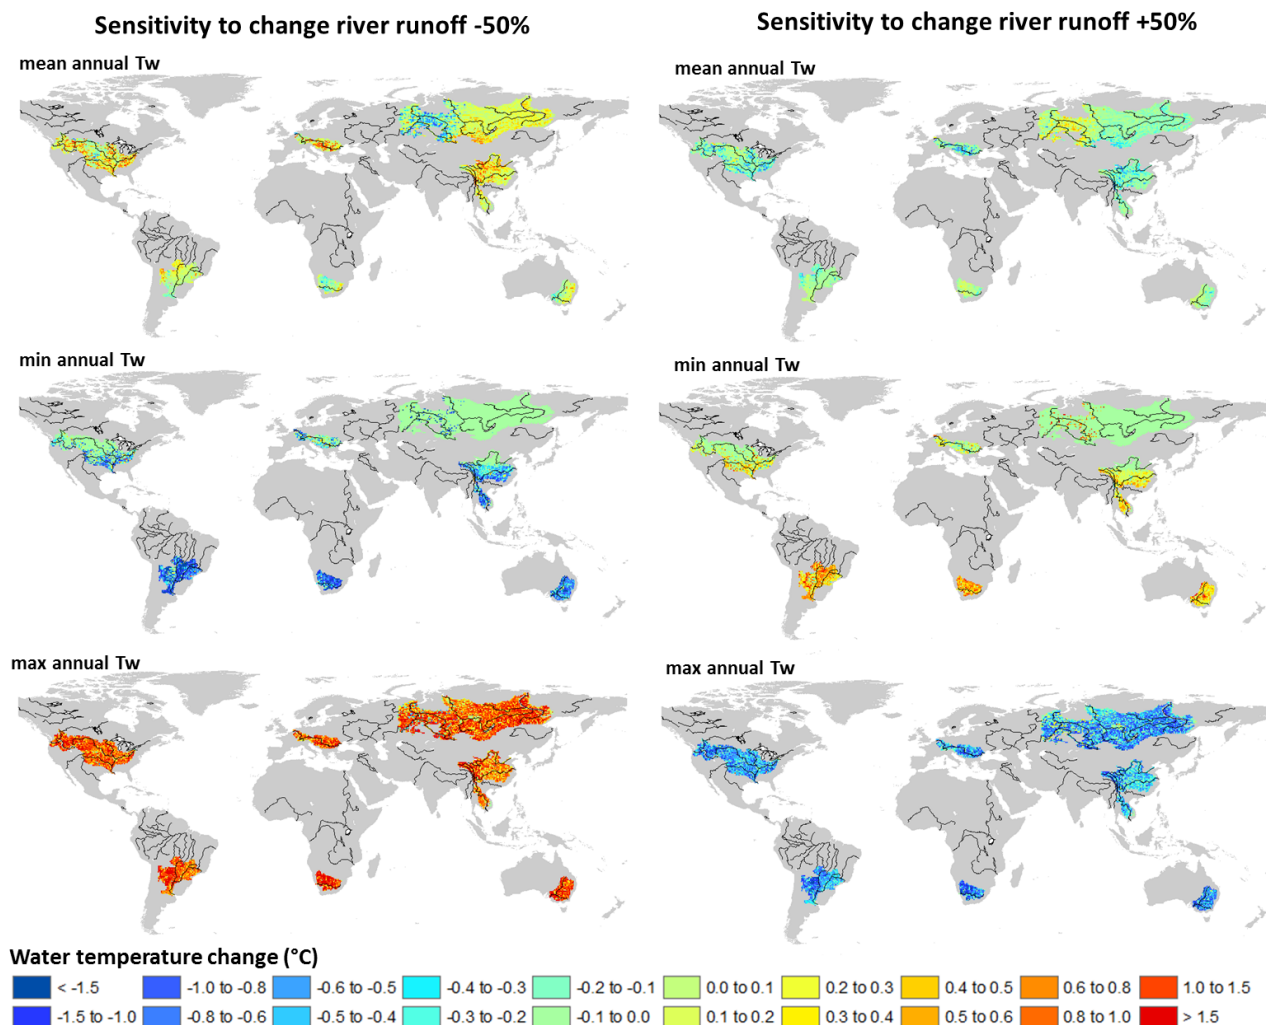 Sensitivity to change river runoff -50%
Sensitivity to change river runoff +50%
mean annual Tw
mean annual Tw
min annual Tw
min annual Tw
max annual Tw
max annual Tw
Water temperature change (°C)
< -1.5 -1.0 to -0.8 -0.6 to -0.5 -0.4 to -0.3 -0.2 to -0.1 0.0 to 0.1 0.2 to 0.3 0.4 to 0.5 0.6 to 0.8 1.0 to 1.5
-1.5 to -1.0 -0.8 to -0.6 -0.5 to -0.4 -0.3 to -0.2 -0.1 to 0.0 0.1 to 0.2 0.3 to 0.4 0.5 to 0.6 0.8 to 1.0 > 1.5